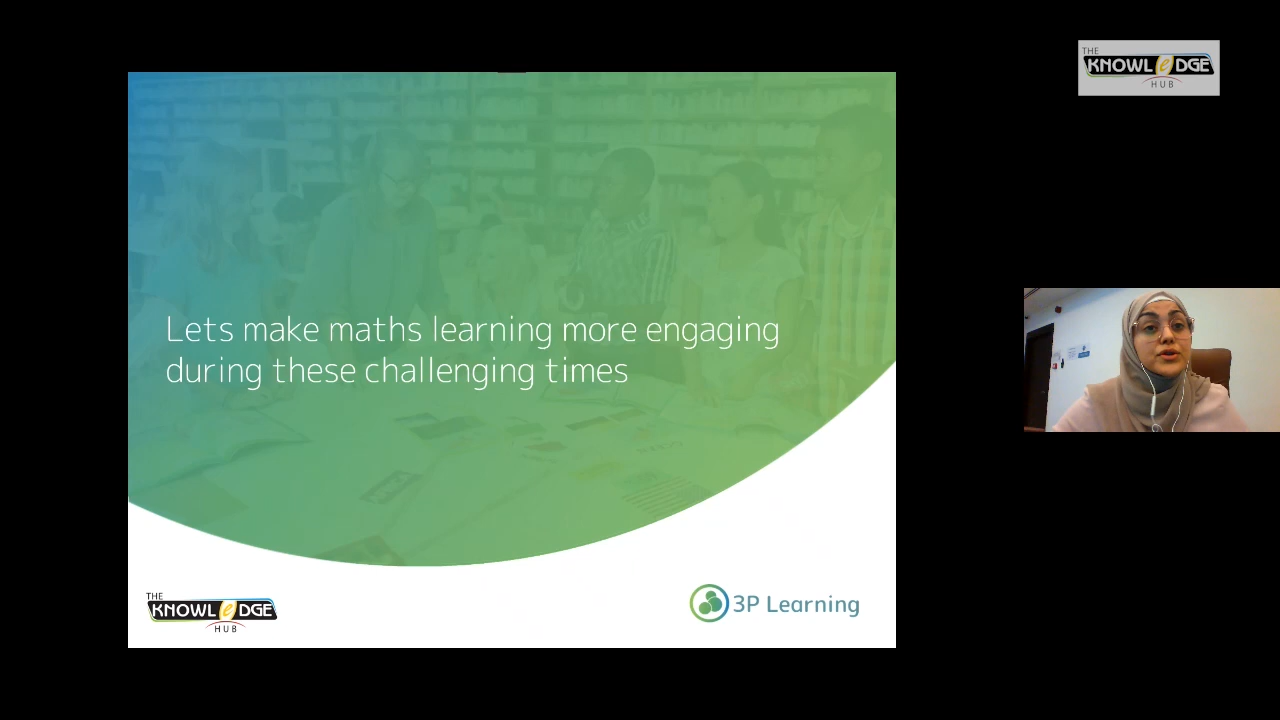 THE
KNOWLeDGE
HUB
Lets make maths learning more engaging
during these challenging times
THE
KNOWLeDGE
HUB
3P Learning